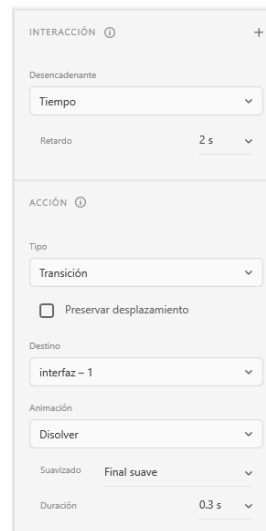 INTERACCIÓN
Desencadenante
Tiempo
Retardo 2 s
ACCIÓN
Tipo
Transición
Preservar desplazamiento
Destino
interfaz – 1
Animación
Disolver
Suavizado Final suave
Duración 0.3 s